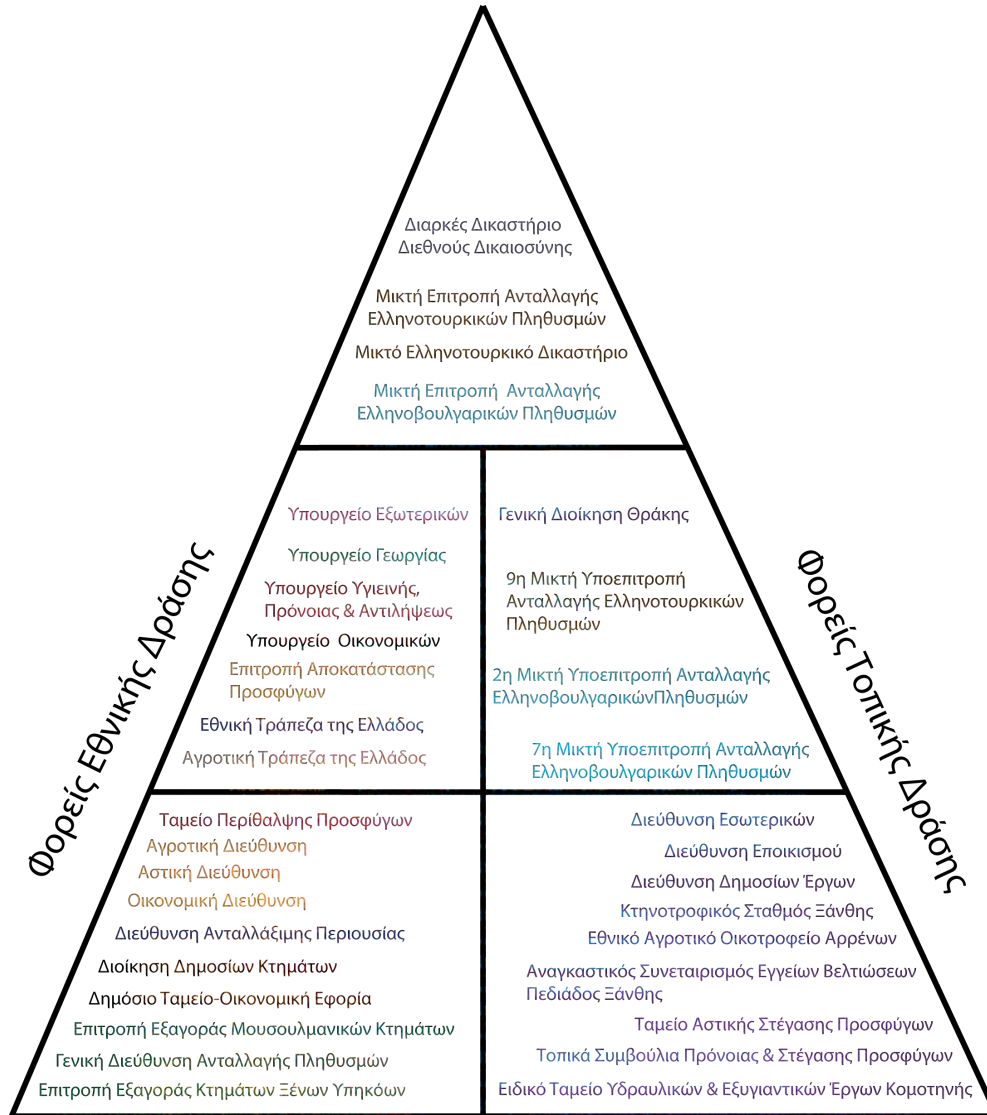 Διαρκές Δικαστήριο
Διεθνούς Δικαιοσύνης
Μικτή Επιτροπή Ανταλλαγής
Ελληνοτουρκικών Πληθυσμών
Μικτό Ελληνοτουρκικό Δικαστήριο
Μικτή Επιτροπή Ανταλλαγής
Ελληνοβουλγαρικών Πληθυσμών
Φορείς Εθνικής Δράσης
Υπουργείο Εξωτερικών
Υπουργείο Γεωργίας
Υπουργείο Υγιεινής,
Πρόνοιας & Αντιλήψεως
Υπουργείο Οικονομικών
Επιτροπή Αποκατάστασης
Προσφύγων
Εθνική Τράπεζα της Ελλάδος
Αγροτική Τράπεζα της Ελλάδος
Γενική Διοίκηση Θράκης
9η Μικτή Υποεπιτροπή
Ανταλλαγής Ελληνοτουρκικών
Πληθυσμών
2η Μικτή Υποεπιτροπή Ανταλλαγής
ΕλληνοβουλγαρικώνΠληθυσμών
7η Μικτή Υποεπιτροπή Ανταλλαγής
Ελληνοβουλγαρικών Πληθυσμών
Φορείς Τοπικής Δράσης
Ταμείο Περίθαλψης Προσφύγων
Αγροτική Διεύθυνση
Αστική Διεύθυνση
Οικονομική Διεύθυνση
Διεύθυνση Ανταλλάξιμης Περιουσίας
Διοίκηση Δημοσίων Κτημάτων
Δημόσιο Ταμείο-Οικονομική Εφορία
Επιτροπή Εξαγοράς Μουσουλμανικών Κτημάτων
Γενική Διεύθυνση Ανταλλαγής Πληθυσμών
Επιτροπή Εξαγοράς Κτημάτων Ξένων Υπηκόων
Διεύθυνση Εσωτερικών
Διεύθυνση Εποικισμού
Διεύθυνση Δημοσίων Έργων
Κτηνοτροφικός Σταθμός Ξάνθης
Εθνικό Αγροτικό Οικοτροφείο Αρρένων
Αναγκαστικός Συνεταιρισμός Εγγείων Βελτιώσεων
Πεδιάδος Ξάνθης
Ταμείο Αστικής Στέγασης Προσφύγων
Τοπικά Συμβούλια Πρόνοιας & Στέγασης Προσφύγων
Ειδικό Ταμείο Υδραυλικών & Εξυγιαντικών Έργων Κομοτηνής